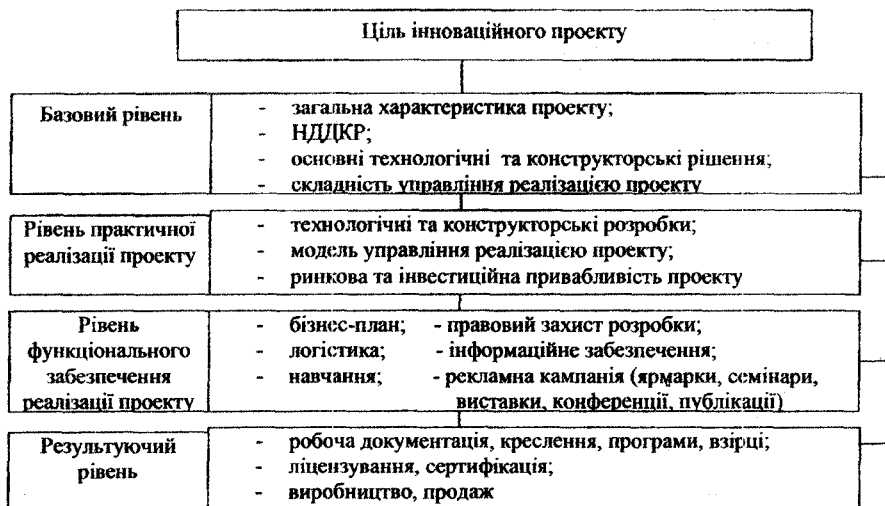 Ціль інноваційного проекту
Базовий рівень
- загальна характеристика проекту;
- НДДКР;
- основні технологічні та конструкторські рішення;
- складність управління реалізацією проекту
Рівень практичної
реалізації проекту
- технологічні та конструкторські розробки;
- модель управління реалізацією проекту;
- ринкова та інвестиційна привабливість проекту
Рівень
функціонального
забезпечення
реалізації проекту
- бізнес-план; - правовий захист розробки;
- логістика; - інформаційне забезпечення;
- навчання; - рекламна кампанія (ярмарки, семінари,
виставки, конференції, публікації)
Результуючий
рівень
- робоча документація, креслення, програми, взірці;
- ліцензування, сертифікація;
- виробництво, продаж